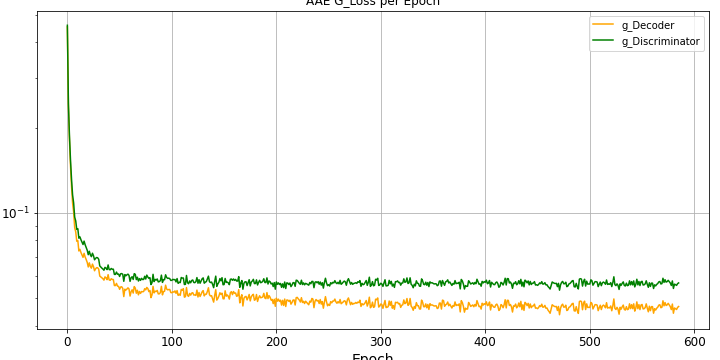 AAE G_Loss per Epoch
g_Decoder
g_Discriminator
10⁻¹
0 100 200 300 400 500 600
Epoch